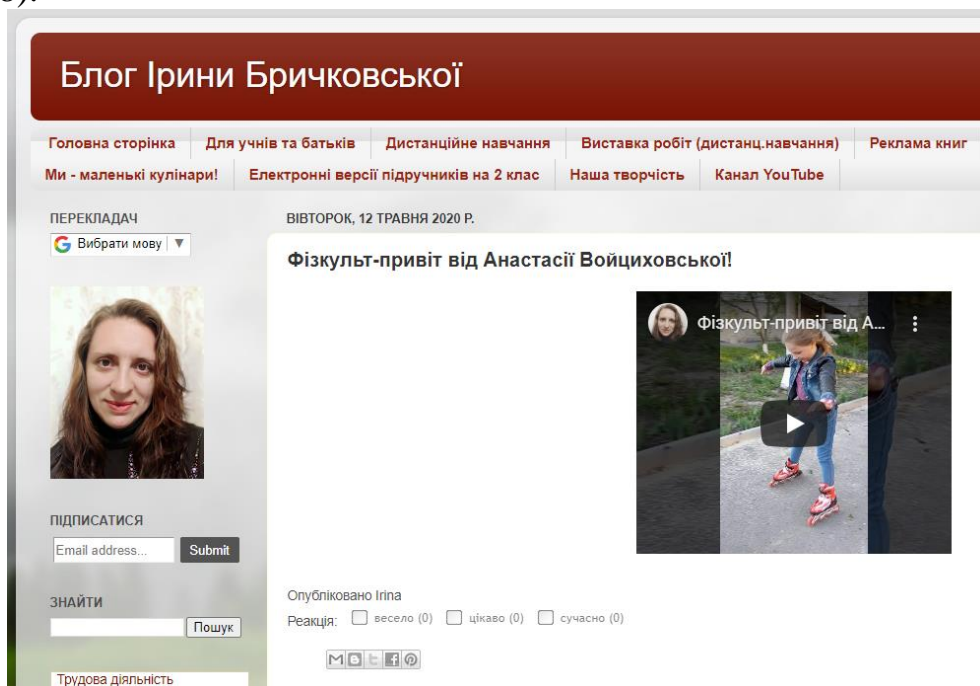 8).
Блог Ірини Бричковської
Головна сторінка Для учнів та батьків Дистанційне навчання Виставка робіт (дистанц.навчання) Реклама книг
Ми - маленькі кулінари! Електронні версії підручників на 2 клас Наша творчість Канал YouTube
ПЕРЕКЛАДАЧ
G Вибрати мову ▼
ПІДПИСАТИСЯ
Email address... Submit
ЗНАЙТИ
Пошук
Трудова діяльність
ВІВТОРОК, 12 ТРАВНЯ 2020 Р.
Фізкульт-привіт від Анастасії Войциховської!
Фізкульт-привіт від А...
Опубліковано Irina
Реакція: весело (0) цікаво (0) сучасно (0)